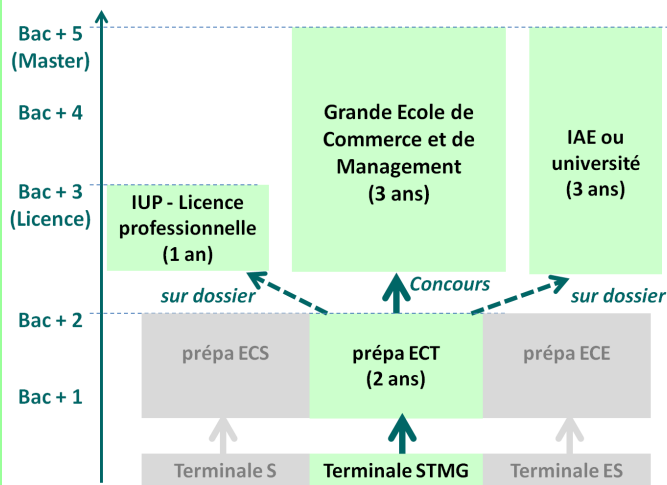 Bac + 5
(Master)
Bac + 4
Grande Ecole de
Commerce et de
Management
(3 ans)
IAE ou
université
(3 ans)
Bac + 3
(Licence)
IUP - Licence
professionnelle
(1 an)
sur dossier
Concours
sur dossier
Bac + 2
prépa ECS
prépa ECT
(2 ans)
prépa ECE
Bac + 1
Terminale S
Terminale STMG
Terminale ES